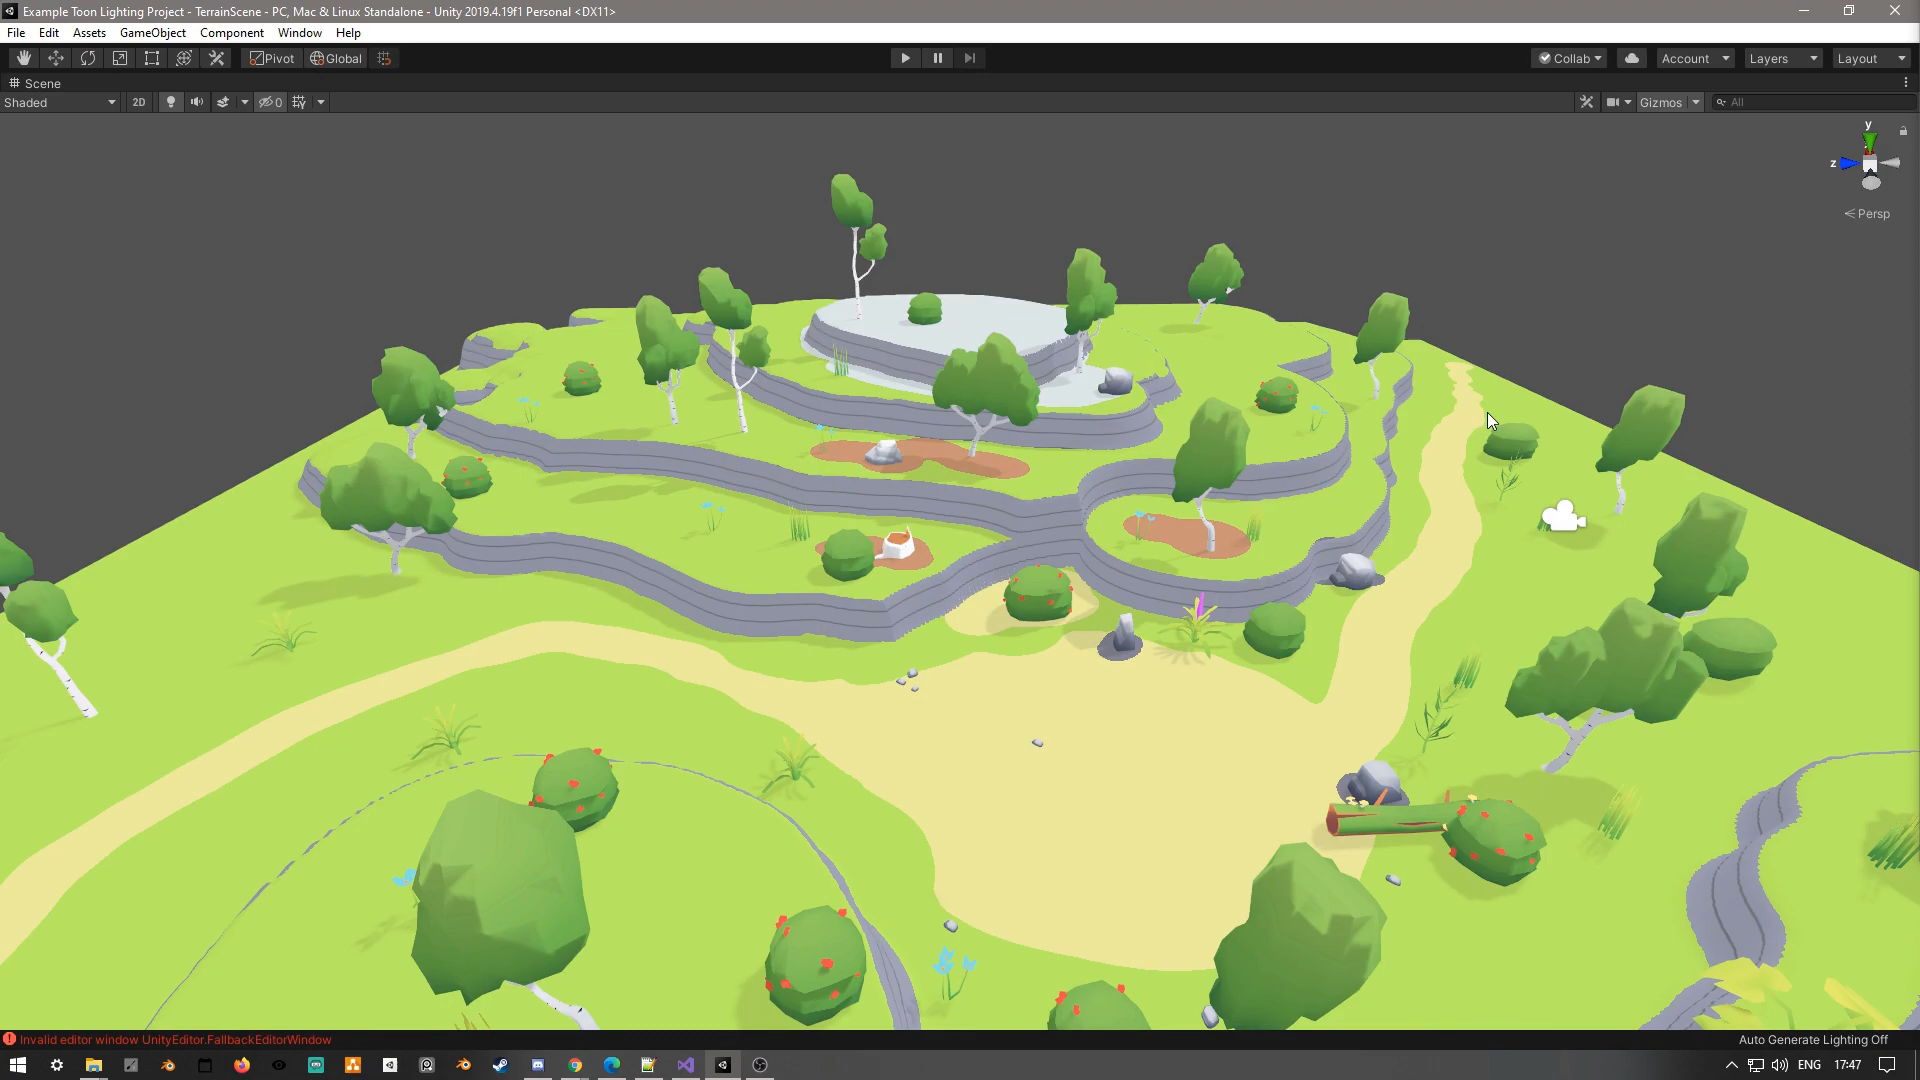 Example Toon Lighting Project - TerrainScene - PC, Mac & Linux Standalone - Unity 2019.4.19f1 Personal <DX11>
File Edit Assets GameObject Component Window Help
Pivot Global Collab Account Layers Layout
Scene
Shaded 2D 0 Gizmos All
y
z
< Persp
Invalid editor window UnityEditor.FallbackEditorWindow Auto Generate Lighting Off
ENG 17:47